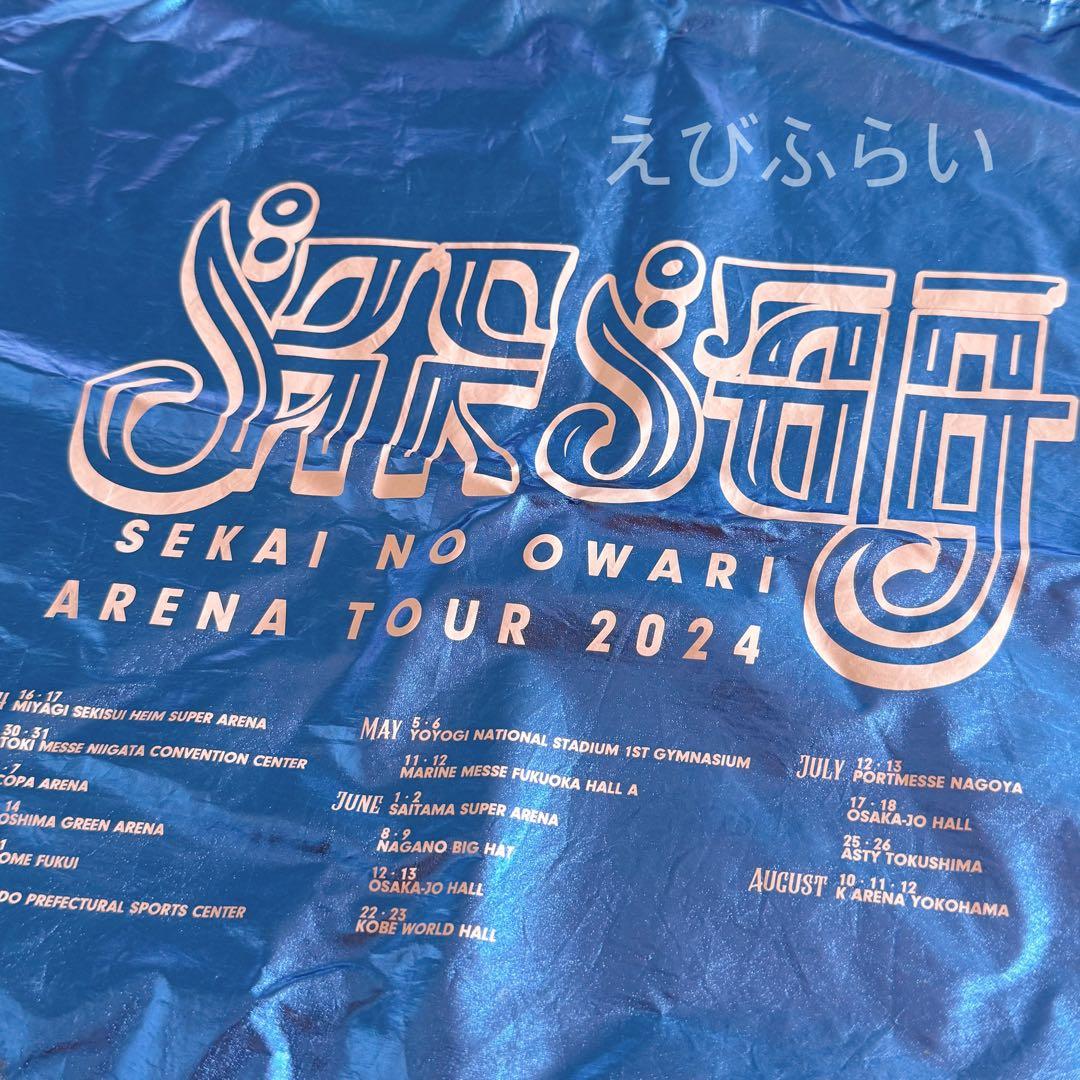 えびふらい
深海
SEKAI NO OWARI
ARENA TOUR 2024
16・17
MIYAGI SEKISUI HEIM SUPER ARENA
30・31
TOKI MESSE NIIGATA CONVENTION CENTER
・7
COPA ARENA
14
OSHIMA GREEN ARENA
OME FUKUI
DO PREFECTURAL SPORTS CENTER
MAY 5・6
YOYOGI NATIONAL STADIUM 1ST GYMNASIUM
11・12
MARINE MESSE FUKUOKA HALL A
JUNE 1・2
SAITAMA SUPER ARENA
8・9
NAGANO BIG HAT
12・13
OSAKA-JO HALL
22・23
KOBE WORLD HALL
JULY 12・13
PORTMESSE NAGOYA
17・18
OSAKA-JO HALL
25・26
ASTY TOKUSHIMA
AUGUST 10・11・12
K ARENA YOKOHAMA